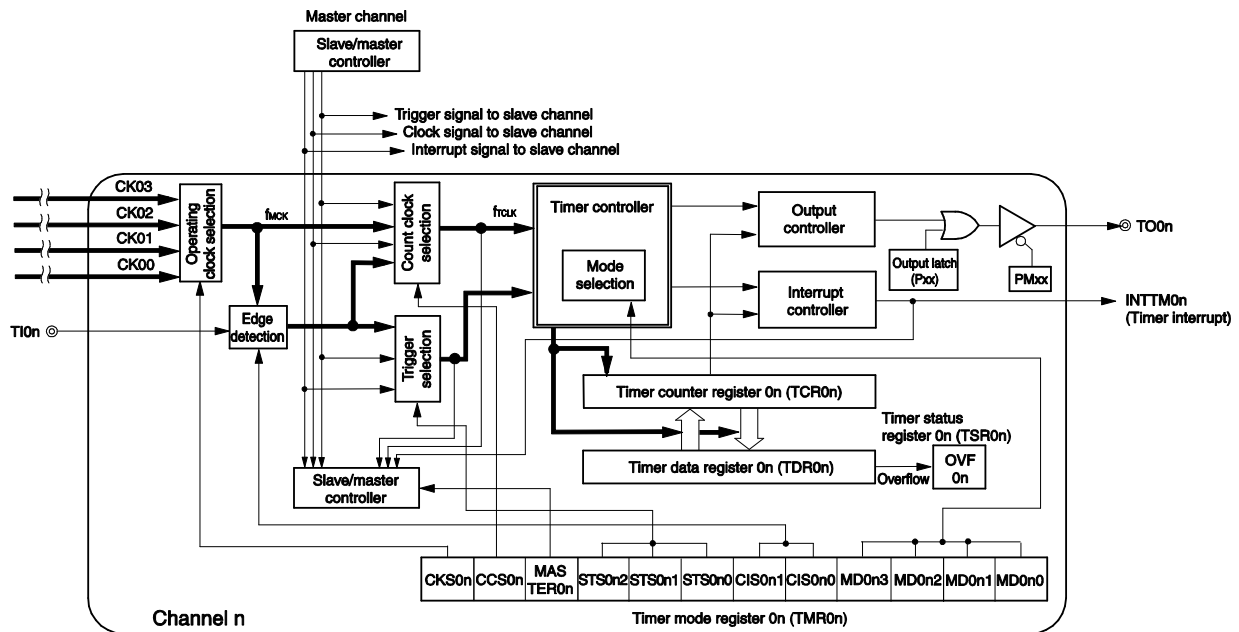 Master channel
Slave/master
controller
Trigger signal to slave channel
Clock signal to slave channel
Interrupt signal to slave channel
CK03
CK02
CK01
CK00
Operating
clock selection
fMCK
Count clock
selection
fTCLK
Timer controller
Mode
selection
Output
controller
Output latch
(Pxx)
PMxx
TO0n
Interrupt
controller
INTTM0n
(Timer interrupt)
TI0n
Edge
detection
Trigger
selection
Timer counter register 0n (TCR0n)
Timer status
register 0n (TSR0n)
Timer data register 0n (TDR0n)
Overflow
OVF
0n
Slave/master
controller
CKS0n
CCS0n
MAS
TER0n
STS0n2
STS0n1
STS0n0
CIS0n1
CIS0n0
MD0n3
MD0n2
MD0n1
MD0n0
Channel n
Timer mode register 0n (TMR0n)